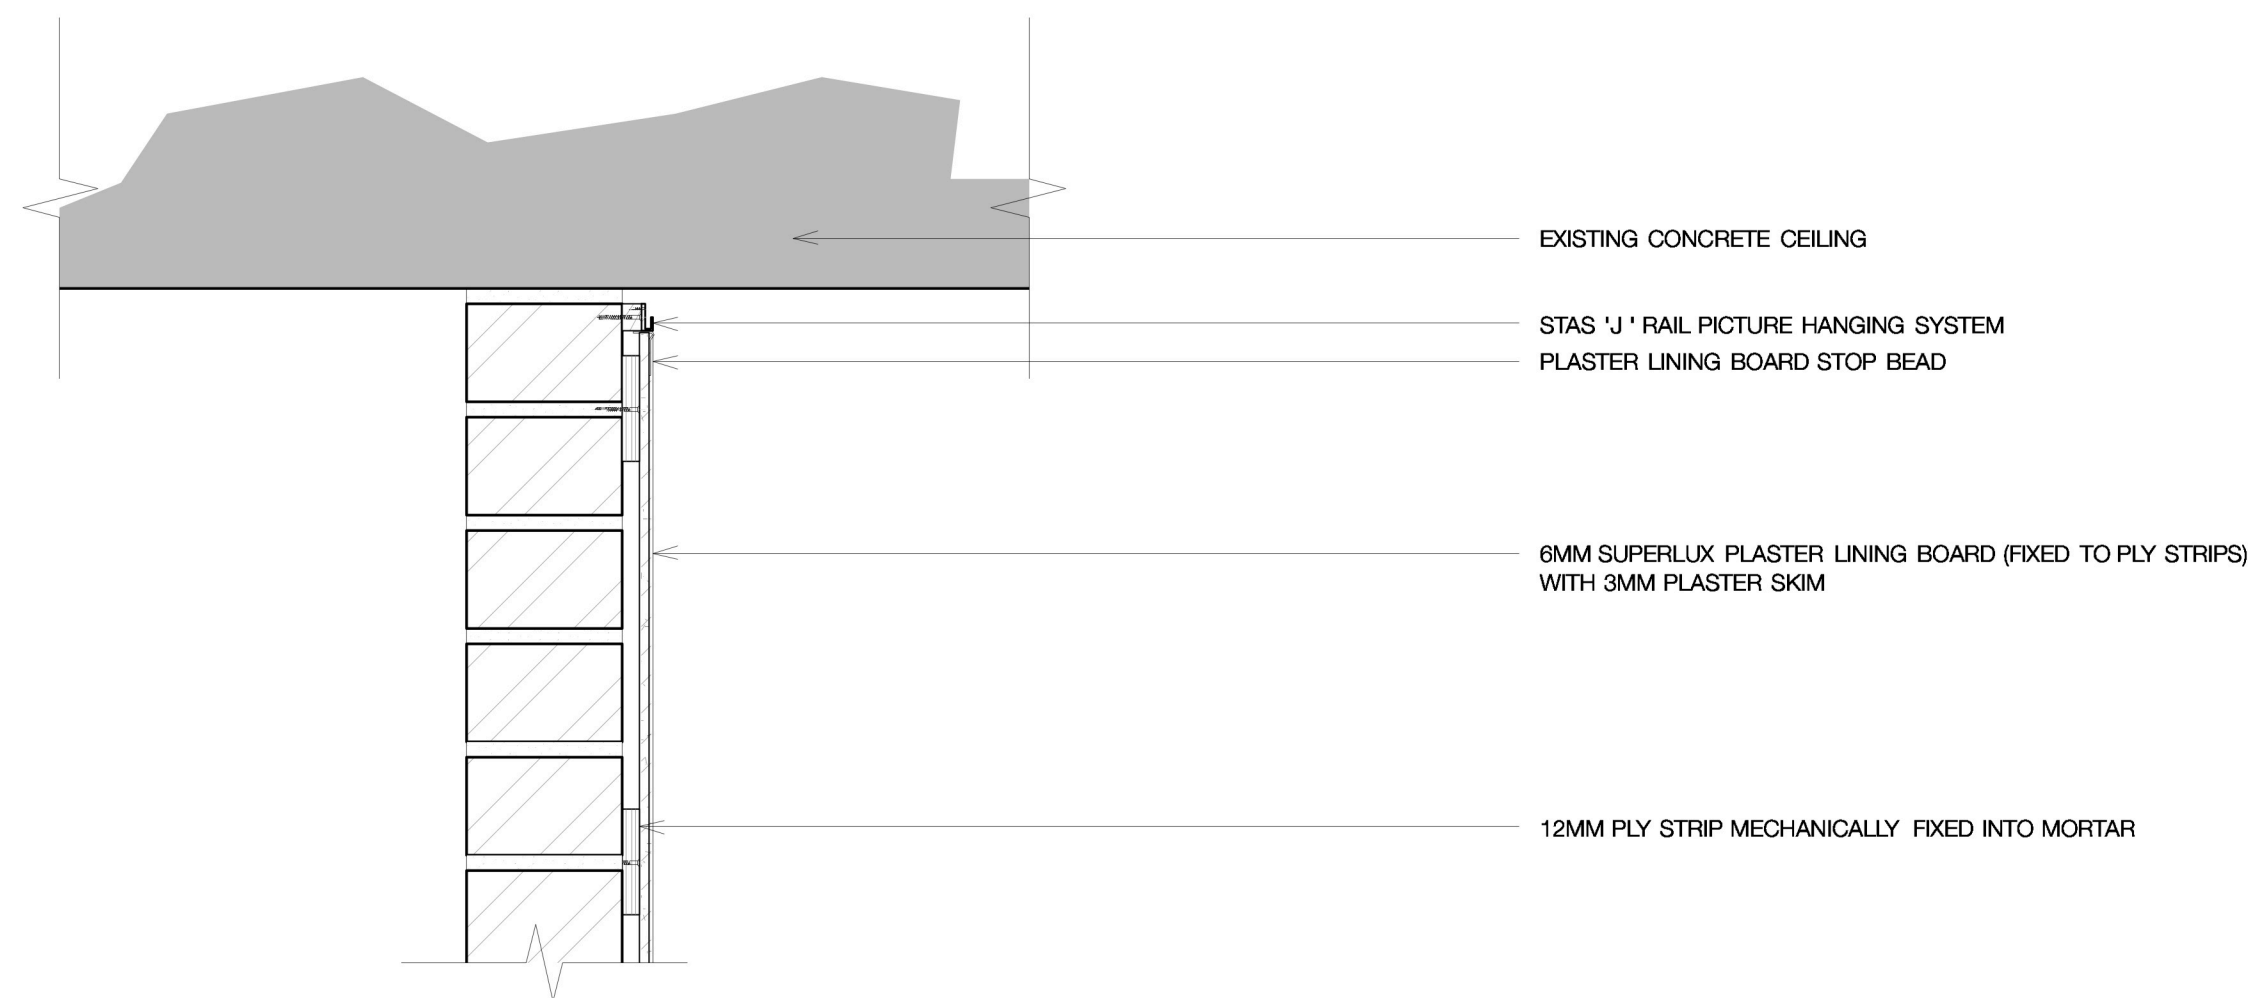 EXISTING CONCRETE CEILING
STAS 'J ' RAIL PICTURE HANGING SYSTEM
PLASTER LINING BOARD STOP BEAD
6MM SUPERLUX PLASTER LINING BOARD (FIXED TO PLY STRIPS)
WITH 3MM PLASTER SKIM
12MM PLY STRIP MECHANICALLY FIXED INTO MORTAR